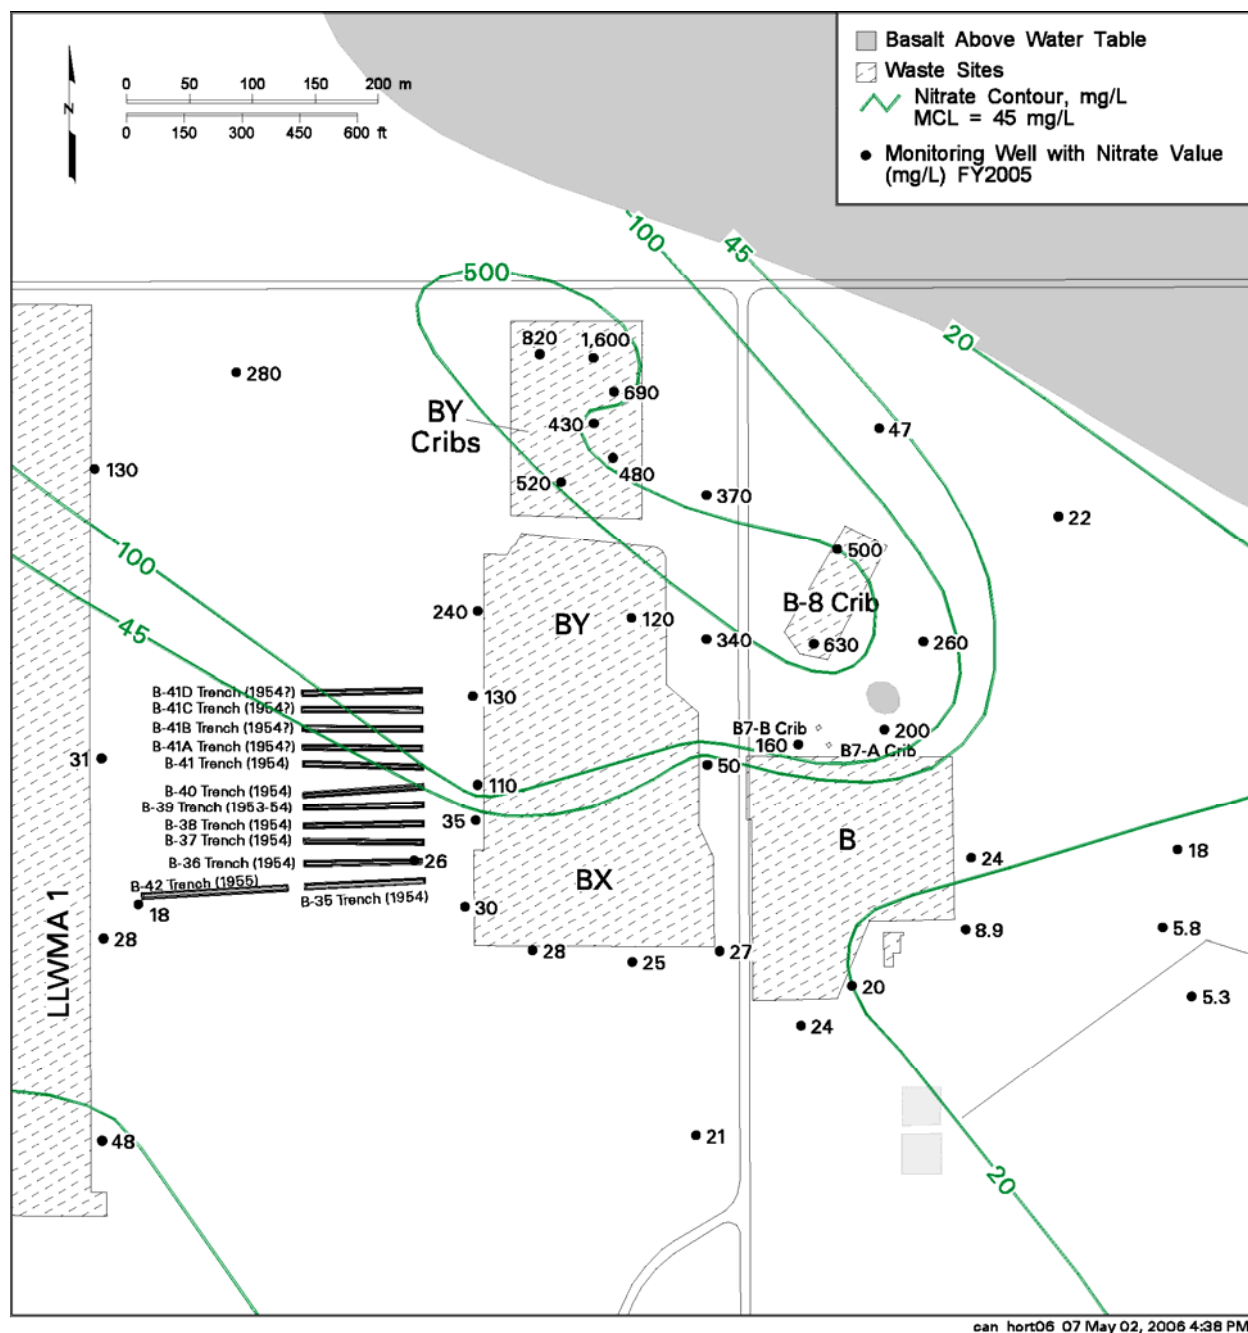 Basalt Above Water Table
Waste Sites
Nitrate Contour, mg/L
MCL = 45 mg/L
Monitoring Well with Nitrate Value
(mg/L) FY2005
0 50 100 150 200 m
N
0 150 300 450 600 ft
100
45
500
20
820
1,600
280
690
BY
Cribs
430
47
130
480
520
370
22
500
100
B-8 Crib
240
BY
120
45
340
630
260
B-41D Trench (1954?)
130
B-41C Trench (1954?)
B-41B Trench (1954?)
B7-B Crib
200
B-41A Trench (1954?)
160
B7-A Crib
31
B-41 Trench (1954)
50
110
B-40 Trench (1954)
B-39 Trench (1953-54)
35
B-38 Trench (1954)
B-37 Trench (1954)
B
B-36 Trench (1954)
26
24
18
BX
B-42 Trench (1955)
B-35 Trench (1954)
18
30
LLWMA 1
28
8.9
5.8
28
25
27
20
5.3
24
48
21
20
can_hort06_07 May 02, 2006 4:38 PM